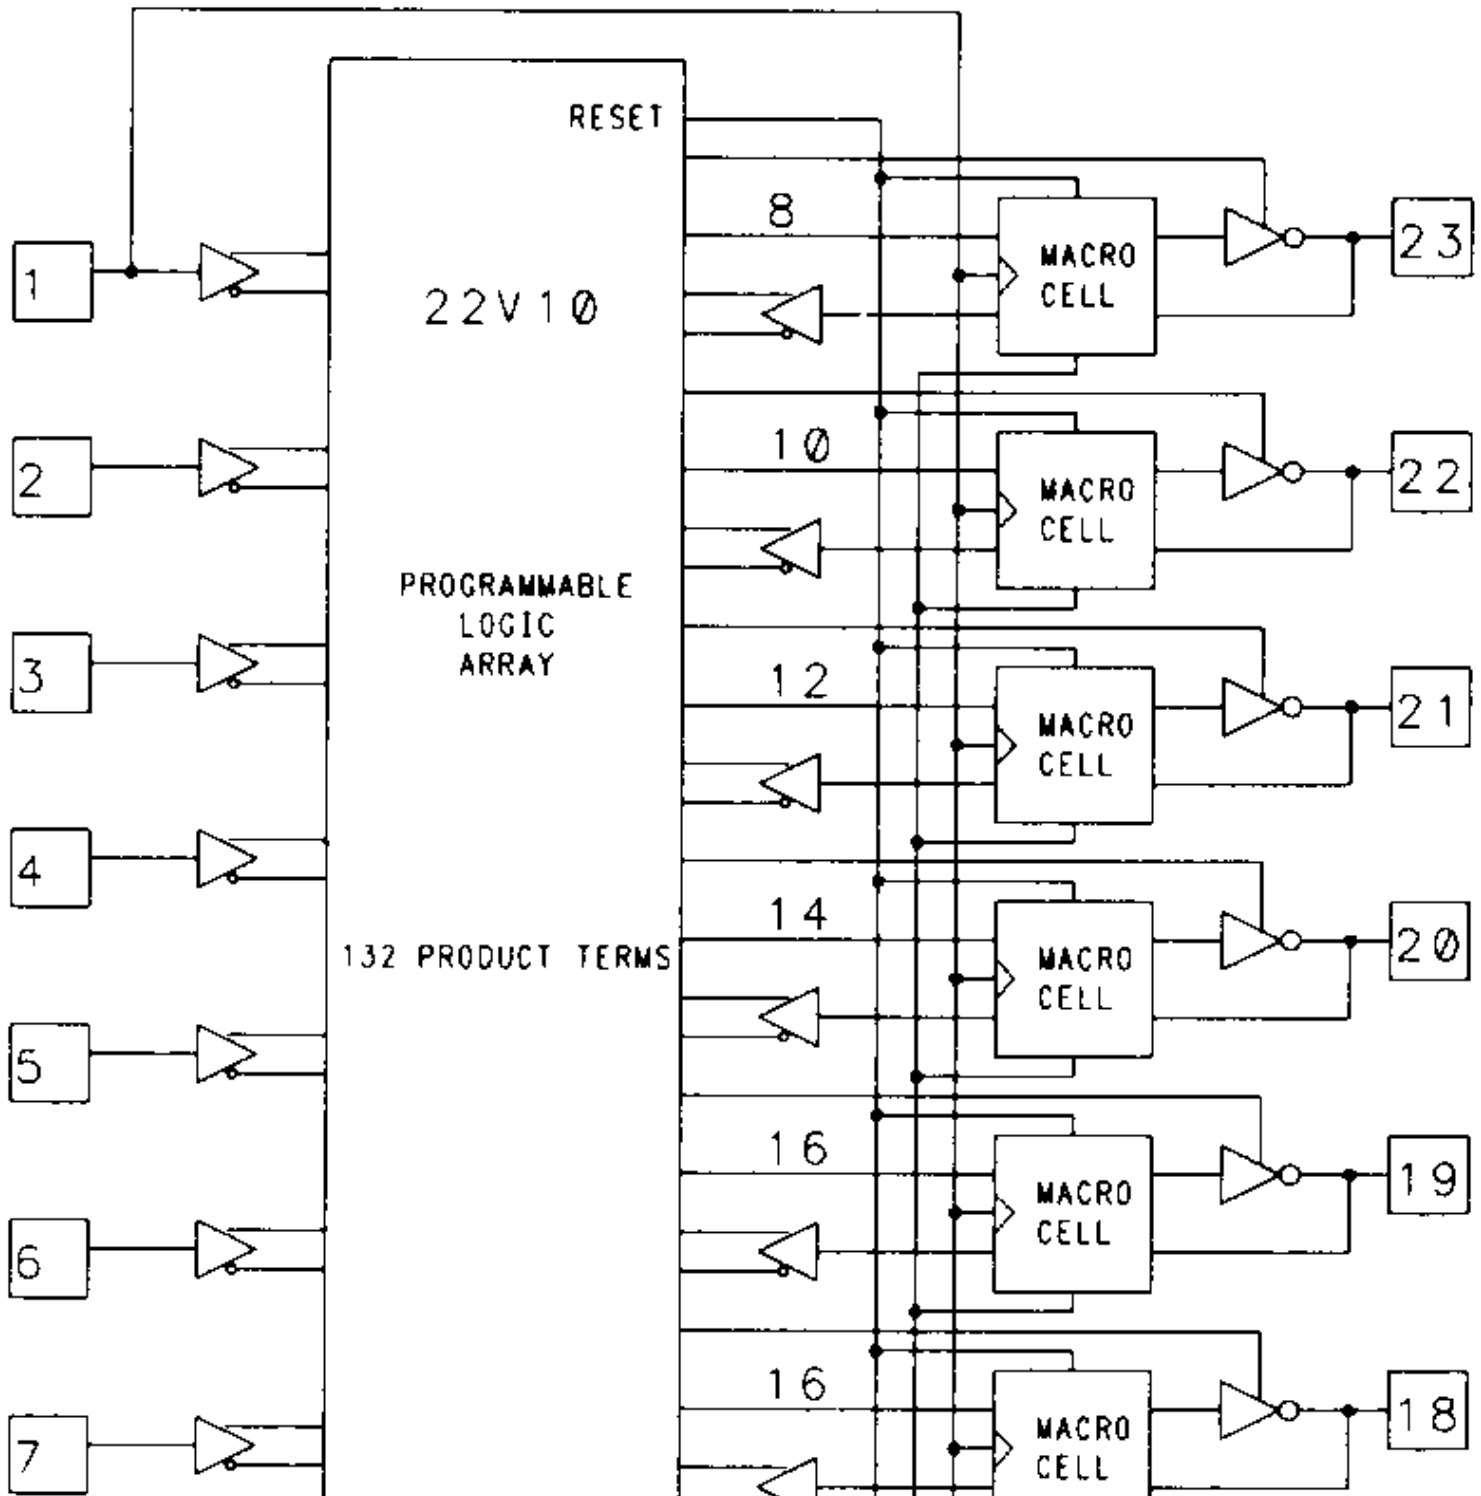 RESET
8
1
22V10
MACRO
CELL
23
2
10
MACRO
CELL
22
3
PROGRAMMABLE
LOGIC
ARRAY
12
MACRO
CELL
21
4
132 PRODUCT TERMS
14
MACRO
CELL
20
5
16
MACRO
CELL
19
6
16
MACRO
CELL
18
7